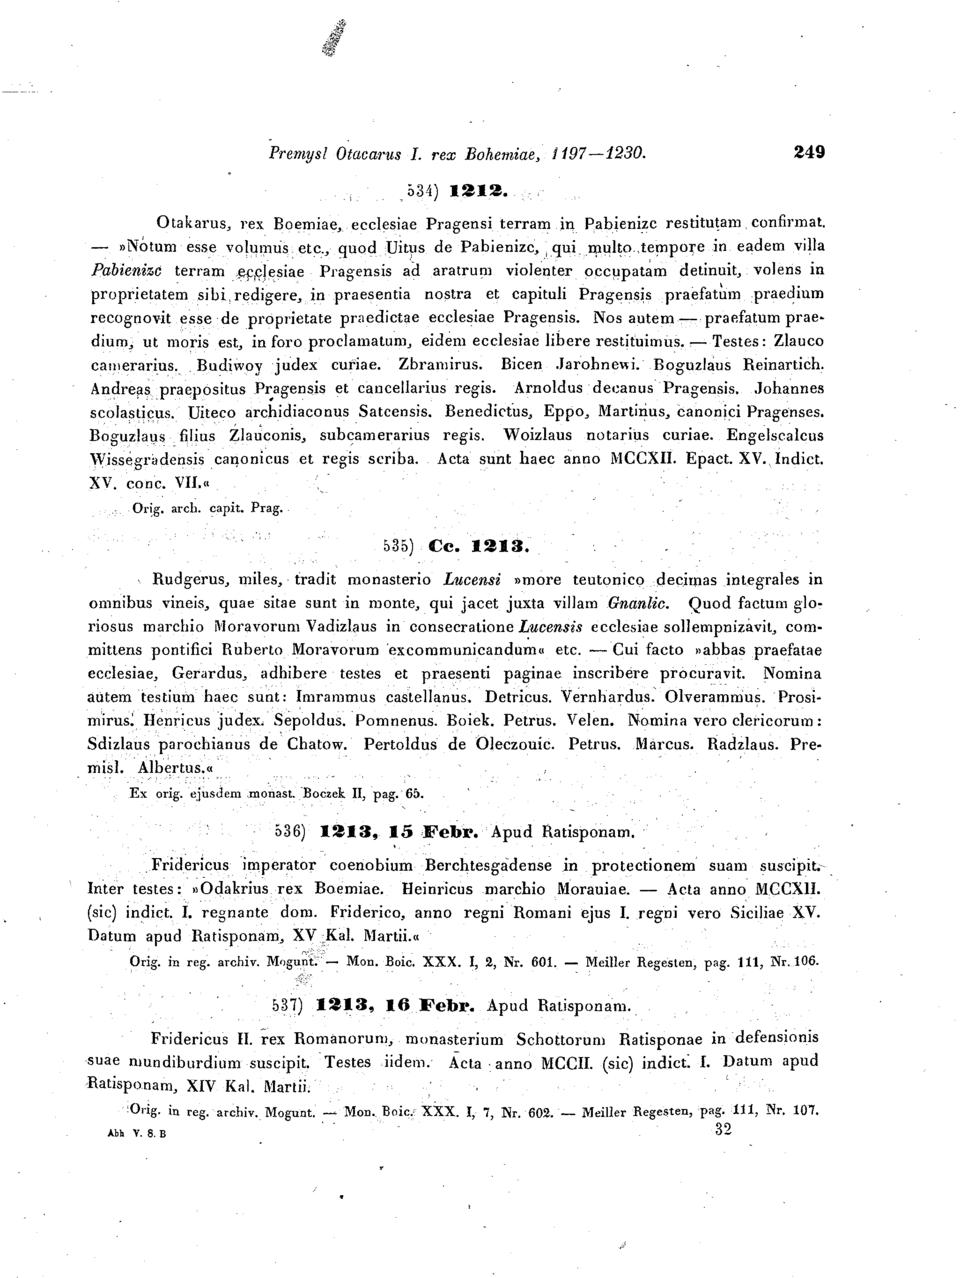 Premysl Otacarus I. rex Bohemiae, 1197—1230. 249
534) 1212.
Otakarus, rex Boemiae, ecclesiae Pragensi terram in Pabienizc restitutam confirmat.
— »Notum esse volumus etc., quod Uitus de Pabienizc, qui multo tempore in eadem villa
Pabienizc terram ecclesiae Pragensis ad aratrum violenter occupatam detinuit, volens in
proprietatem sibi redigere, in praesentia nostra et capituli Pragensis praefatum praedium
recognovit esse de proprietate praedictae ecclesiae Pragensis. Nos autem — praefatum prae-
dium, ut moris est, in foro proclamatum, eidem ecclesiae libere restituimus. — Testes: Zlauco
camerarius. Budiwoy judex curiae. Zbramirus. Bicen Jarohnewi. Boguzlaus Reinartich.
Andreas praepositus Pragensis et cancellarius regis. Arnoldus decanus Pragensis. Johannes
scolasticus. Uiteco archidiaconus Satcensis. Benedictus, Eppo, Martinus, canonici Pragenses.
Boguzlaus filius Zlauconis, subcamerarius regis. Woizlaus notarius curiae. Engelscalcus
Wissegradensis canonicus et regis scriba. Acta sunt haec anno MCCXII. Epact. XV. Indict.
XV. conc. VII.«
Orig. arch. capit. Prag.
535) Cc. 1213.
Rudgerus, miles, tradit monasterio Lucensi »more teutonico decimas integrales in
omnibus vineis, quae sitae sunt in monte, qui jacet juxta villam Gnanlic. Quod factum glo-
riosus marchio Moravorum Vadizlaus in consecratione Lucensis ecclesiae sollempnizavit, com-
mittens pontifici Ruberto Moravorum excommunicandum« etc. — Cui facto »abbas praefatae
ecclesiae, Gerardus, adhibere testes et praesenti paginae inscribere procuravit. Nomina
autem testium haec sunt: Imrammus castellanus. Detricus. Vernhardus. Olverammus. Prosi-
mirus. Henricus judex. Sepoldus. Pomnenus. Boiek. Petrus. Velen. Nomina vero clericorum:
Sdizlaus parochianus de Chatow. Pertoldus de Oleczouic. Petrus. Marcus. Radzlaus. Pre-
misl. Albertus.«
Ex orig. ejusdem monast. Boczek II, pag. 65.
536) 1213, 15 Febr. Apud Ratisponam.
Fridericus imperator coenobium Berchtesgadense in protectionem suam suscipit.
Inter testes: »Odakrius rex Boemiae. Heinricus marchio Morauiae. — Acta anno MCCXII.
(sic) indict. I. regnante dom. Friderico, anno regni Romani ejus I. regni vero Siciliae XV.
Datum apud Ratisponam, XV Kal. Martii.«
Orig. in reg. archiv. Mogunt. — Mon. Boic. XXX. I, 2, Nr. 601. — Meiller Regesten, pag. 111, Nr. 106.
537) 1213, 16 Febr. Apud Ratisponam.
Fridericus II. rex Romanorum, monasterium Schottorum Ratisponae in defensionis
suae mundiburdium suscipit. Testes iidem. Acta anno MCCII. (sic) indict. I. Datum apud
Ratisponam, XIV Kal. Martii.
Orig. in reg. archiv. Mogunt. — Mon. Boic. XXX. I, 7, Nr. 602. — Meiller Regesten, pag. 111, Nr. 107.
Abh V. 8. B 32